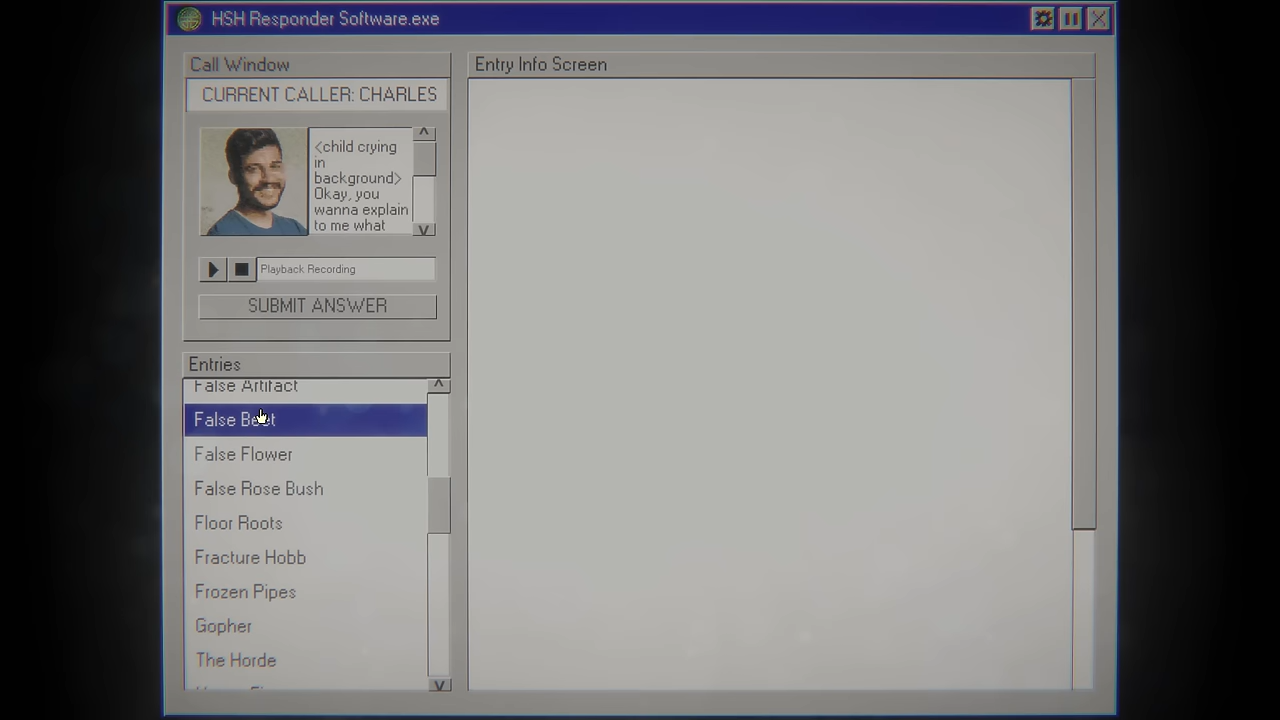 HSH Responder Software.exe
Call Window
CURRENT CALLER: CHARLES
<child crying
in
background>
Okay, you
wanna explain
to me what
Playback Recording
SUBMIT ANSWER
Entries
False Artifact
False Beet
False Flower
False Rose Bush
Floor Roots
Fracture Hobb
Frozen Pipes
Gopher
The Horde
Entry Info Screen